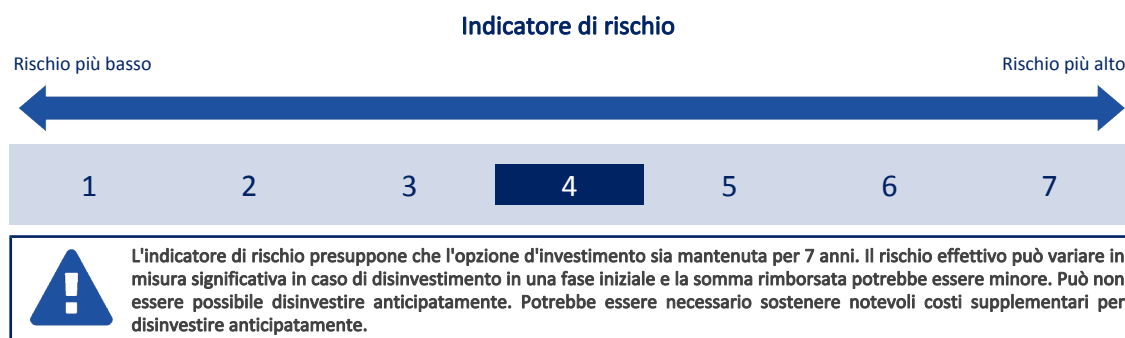 Indicatore di rischio
Rischio più basso
Rischio più alto
1 2 3 4 5 6 7
L'indicatore di rischio presuppone che l'opzione d'investimento sia mantenuta per 7 anni. Il rischio effettivo può variare in
misura significativa in caso di disinvestimento in una fase iniziale e la somma rimborsata potrebbe essere minore. Può non
essere possibile disinvestire anticipatamente. Potrebbe essere necessario sostenere notevoli costi supplementari per
disinvestire anticipatamente.